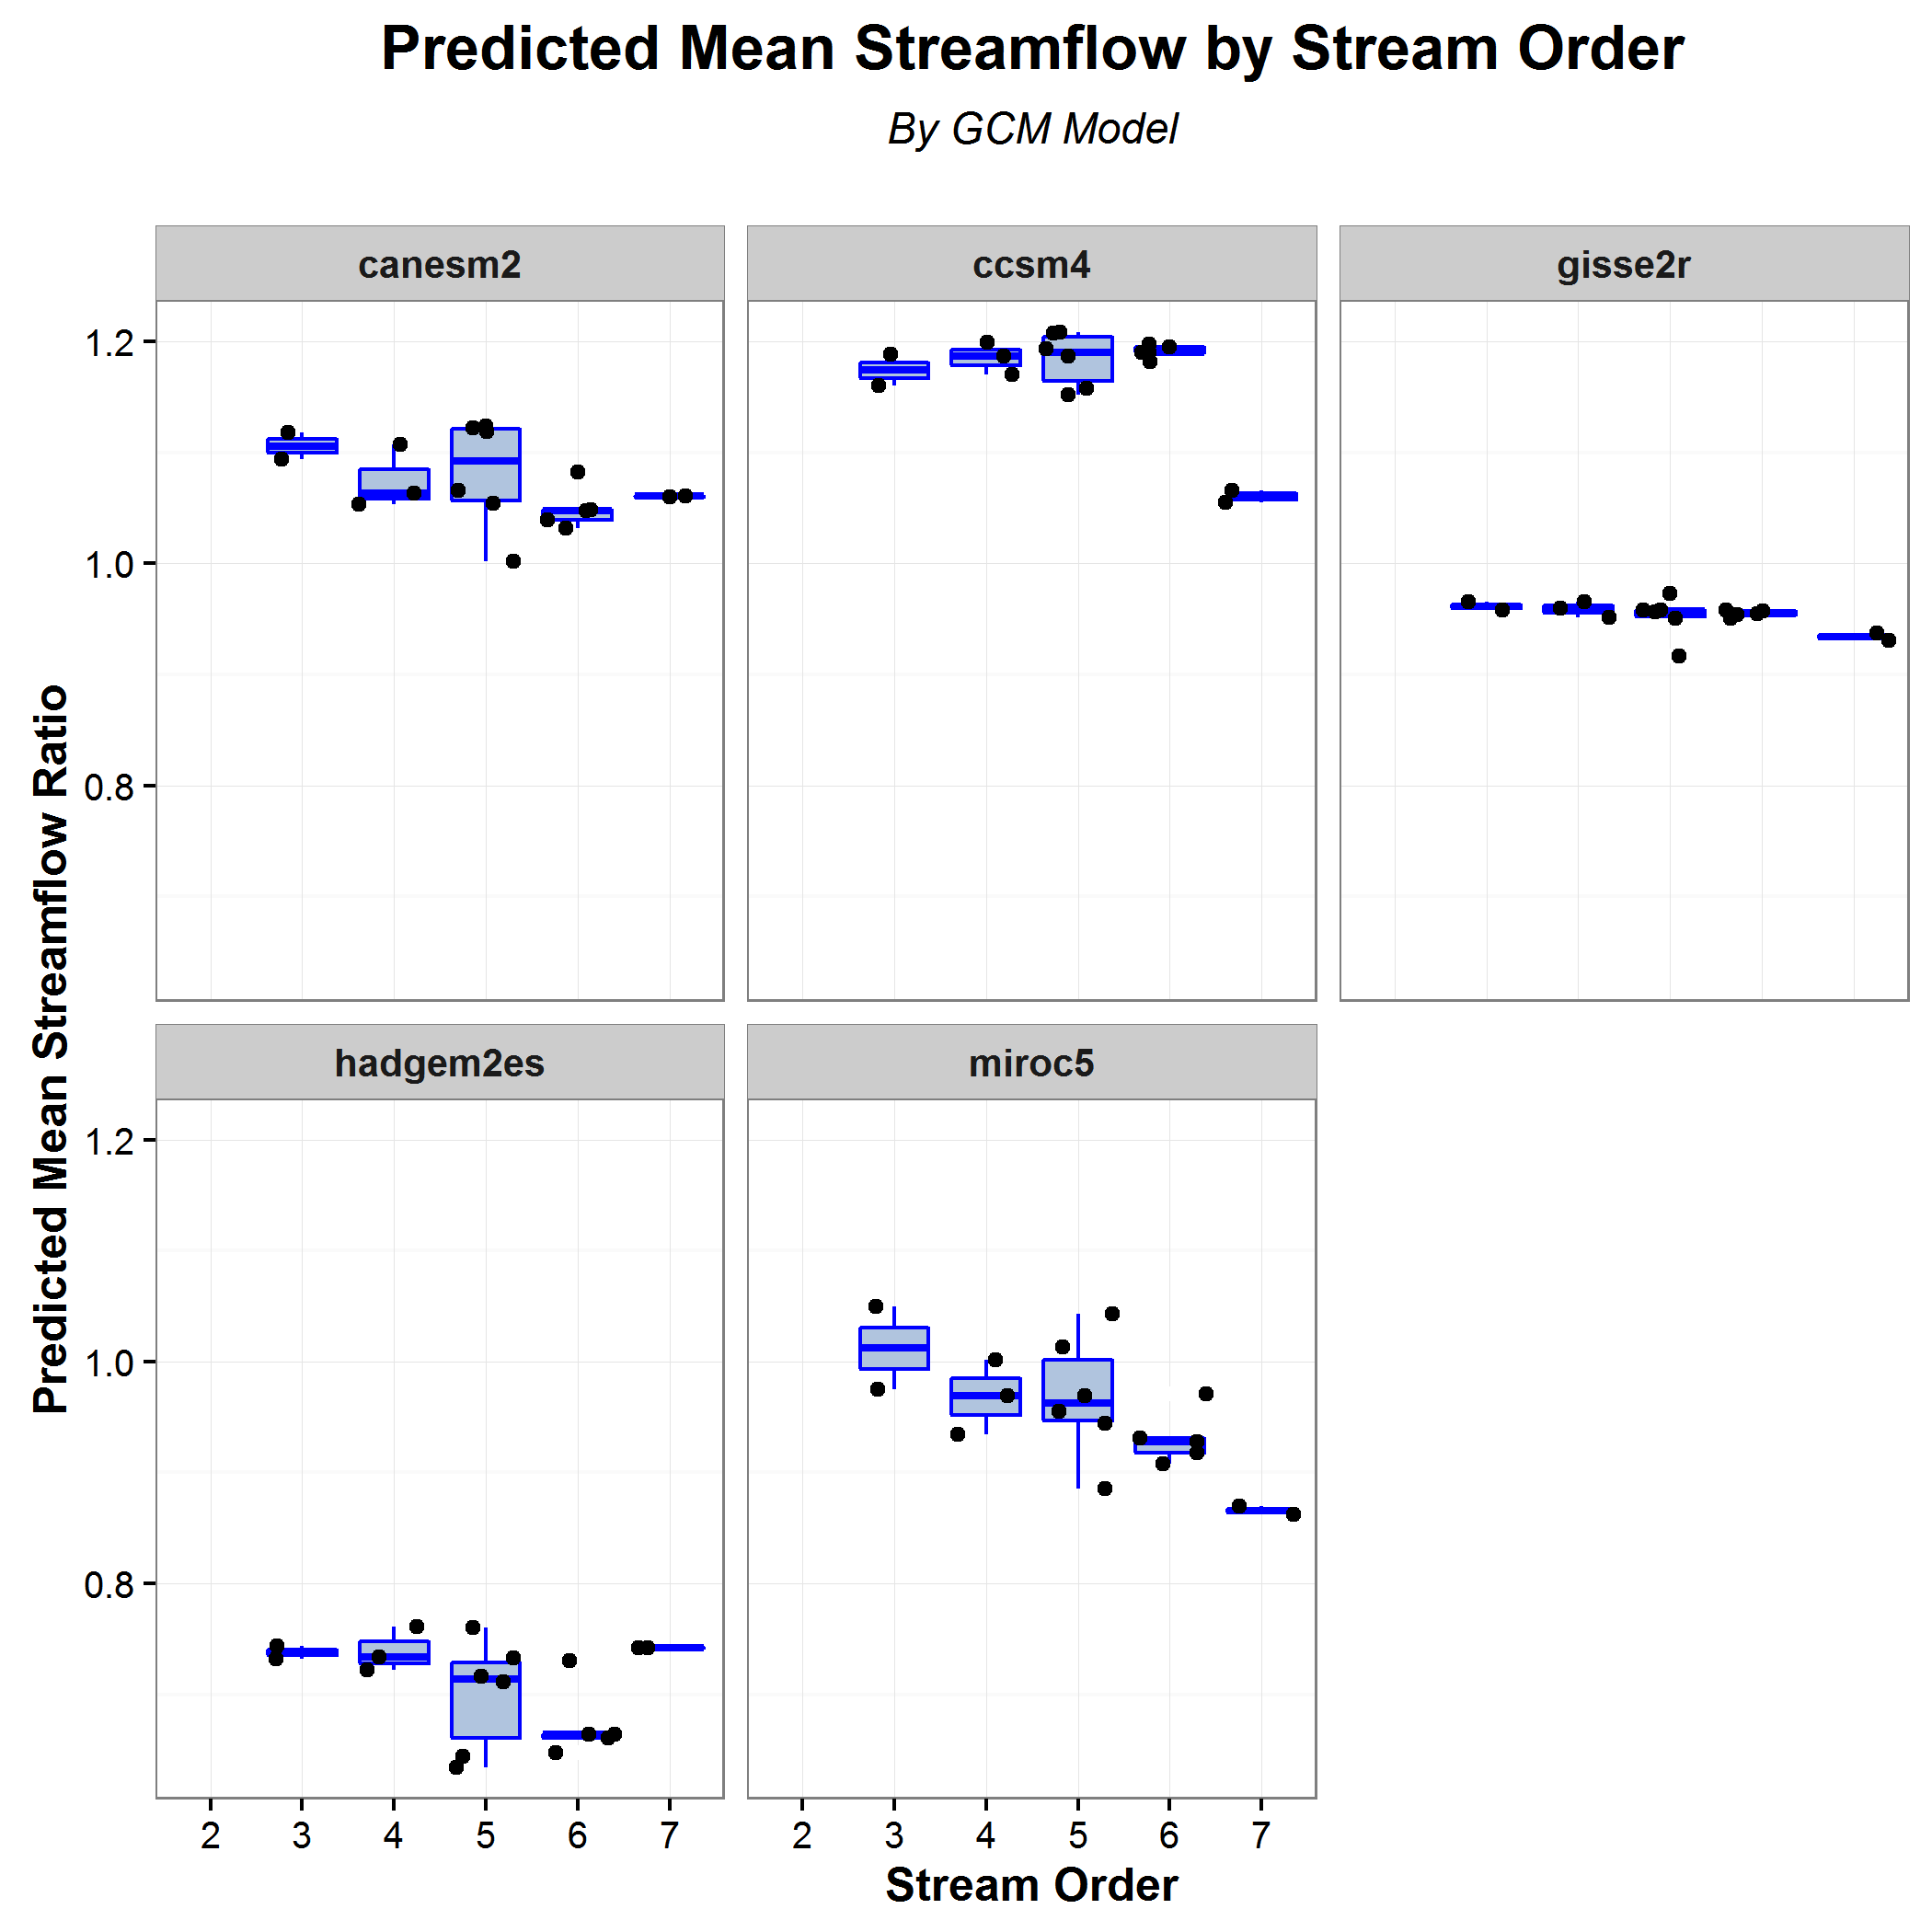 Predicted Mean Streamflow by Stream Order
By GCM Model
canesm2
ccsm4
gisse2r
1.2
1.0
0.8
Predicted Mean Streamflow Ratio
hadgem2es
miroc5
1.2
1.0
0.8
2 3 4 5 6 7
2 3 4 5 6 7
Stream Order